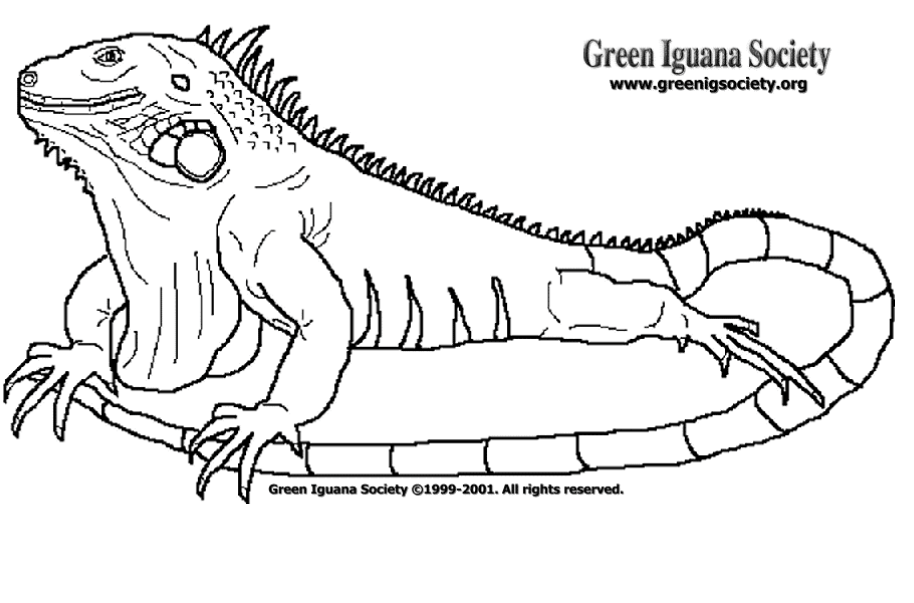 Green Iguana Society
www.greenigsociety.org
Green Iguana Society ©1999-2001. All rights reserved.